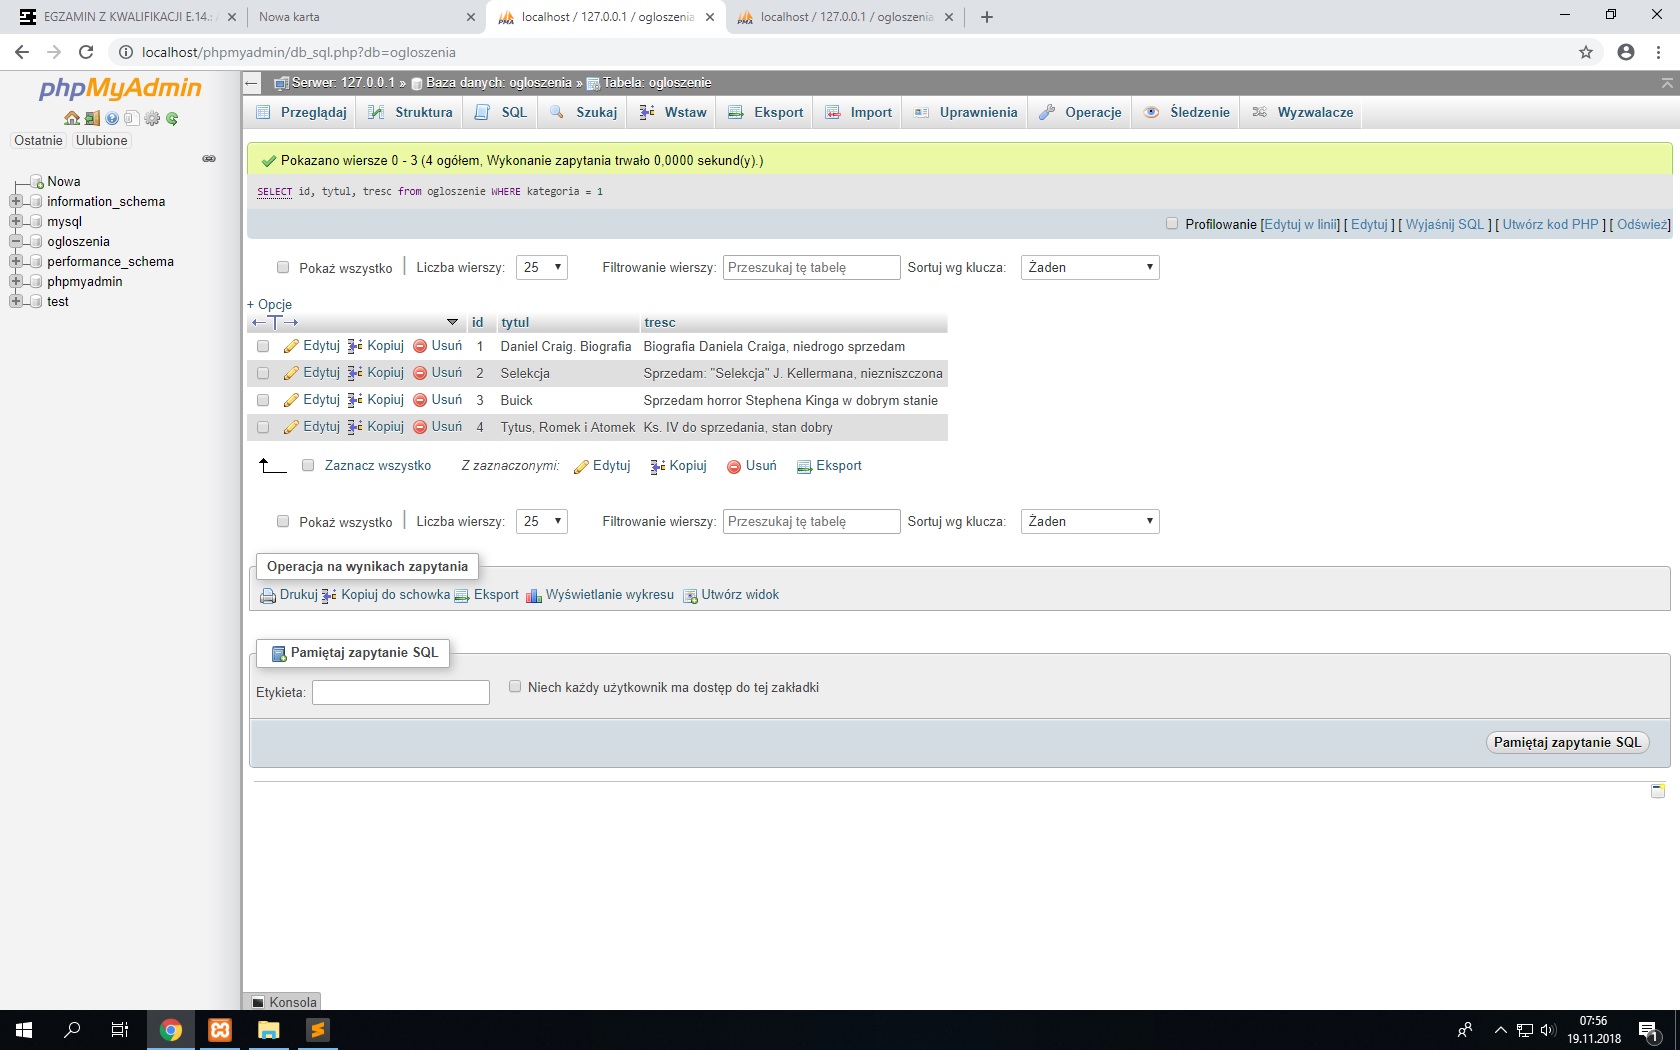 EGZAMIN Z KWALIFIKACJI E.14.:
Nowa karta
localhost / 127.0.0.1 / ogloszenia
localhost / 127.0.0.1 / ogloszenia
localhost/phpmyadmin/db_sql.php?db=ogloszenia
phpMyAdmin
Ostatnie Ulubione
Nowa
information_schema
mysql
ogloszenia
performance_schema
phpmyadmin
test
Serwer: 127.0.0.1 » Baza danych: ogloszenia » Tabela: ogloszenie
Przeglądaj Struktura SQL Szukaj Wstaw Eksport Import Uprawnienia Operacje Śledzenie Wyzwalacze
Pokazano wiersze 0 - 3 (4 ogółem, Wykonanie zapytania trwało 0,0000 sekund(y).)
SELECT id, tytul, tresc from ogloszenie WHERE kategoria = 1
Profilowanie [Edytuj w linii] [ Edytuj ] [ Wyjaśnij SQL ] [ Utwórz kod PHP ] [ Odśwież]
Pokaż wszystko Liczba wierszy: 25 Filtrowanie wierszy: Przeszukaj tę tabelę Sortuj wg klucza: Żaden
+ Opcje
←T→ id tytul tresc
Edytuj Kopiuj Usuń 1 Daniel Craig. Biografia Biografia Daniela Craiga, niedrogo sprzedam
Edytuj Kopiuj Usuń 2 Selekcja Sprzedam: "Selekcja" J. Kellermana, niezniszczona
Edytuj Kopiuj Usuń 3 Buick Sprzedam horror Stephena Kinga w dobrym stanie
Edytuj Kopiuj Usuń 4 Tytus, Romek i Atomek Ks. IV do sprzedania, stan dobry
Zaznacz wszystko Z zaznaczonymi: Edytuj Kopiuj Usuń Eksport
Pokaż wszystko Liczba wierszy: 25 Filtrowanie wierszy: Przeszukaj tę tabelę Sortuj wg klucza: Żaden
Operacja na wynikach zapytania
Drukuj Kopiuj do schowka Eksport Wyświetlanie wykresu Utwórz widok
Pamiętaj zapytanie SQL
Etykieta: Niech każdy użytkownik ma dostęp do tej zakładki
Pamiętaj zapytanie SQL
Konsola
07:56
19.11.2018
1